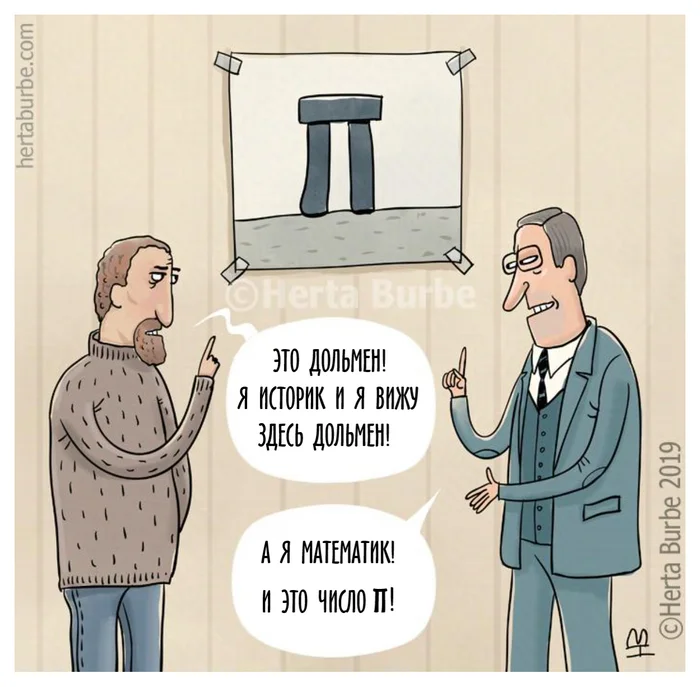 hertaburbe.com
©Herta Burbe
ЭТО ДОЛЬМЕН!
Я ИСТОРИК И Я ВИЖУ
ЗДЕСЬ ДОЛЬМЕН!
А Я МАТЕМАТИК!
И ЭТО ЧИСЛО π!
©Herta Burbe 2019